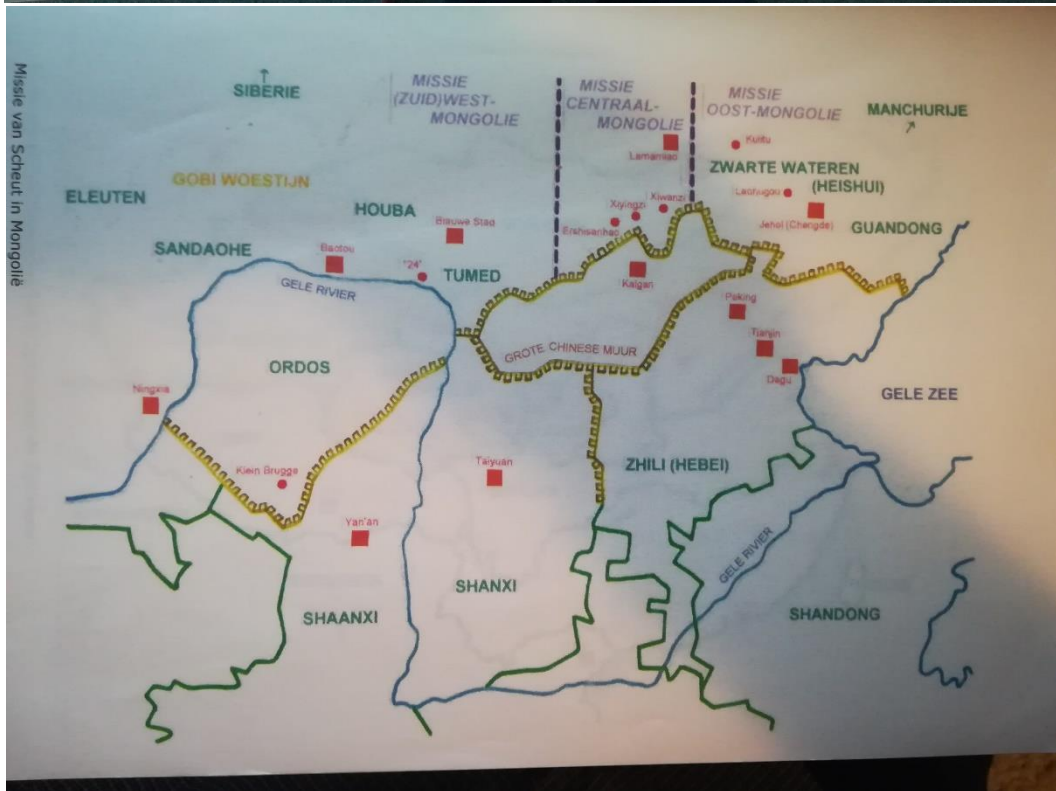 Missie van Scheut in Mongolië
SIBERIE
MISSIE
(ZUID)WEST-
MONGOLIE
MISSIE
CENTRAAL-
MONGOLIE
MISSIE
OOST-MONGOLIE
MANCHURIJE
Kulitu
Lamamiao
ZWARTE WATEREN
(HEISHUI)
GOBI WOESTIJN
ELEUTEN
HOUBA
Laohugou
Xiwanzi
Xiyingzi
Ershisanhao
Jehol (Chengde)
GUANDONG
Blauwe Stad
SANDAOHE
Baotou
"24"
TUMED
GELE RIVIER
Kalgan
Peking
Tianjin
GROTE CHINESE MUUR
Dagu
ORDOS
Ningxia
GELE ZEE
Klein Brugge
Taiyuan
ZHILI (HEBEI)
Yan'an
GELE RIVIER
SHANXI
SHAANXI
SHANDONG